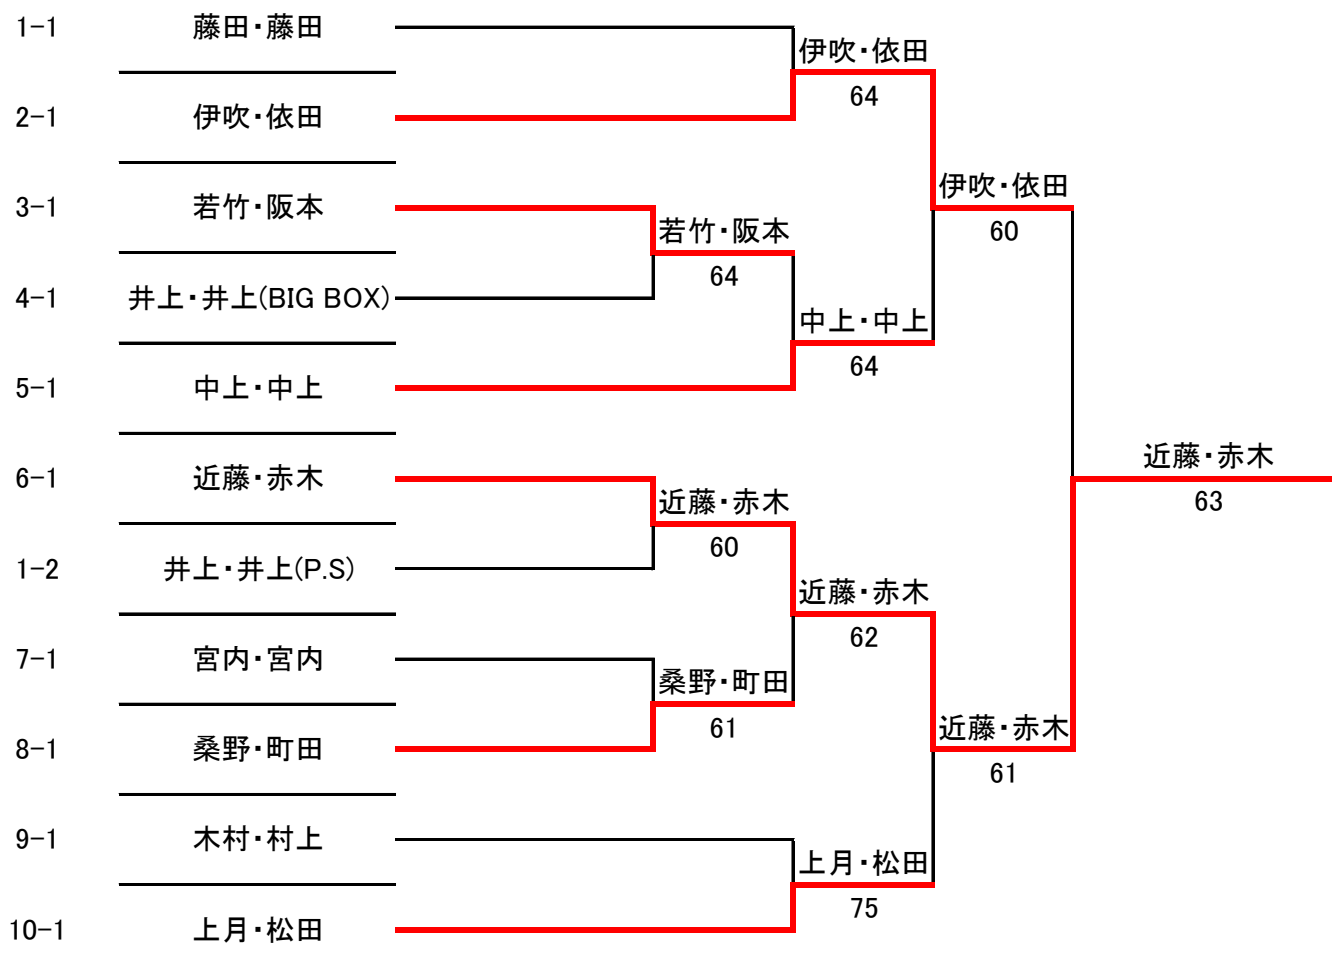 1-1 藤田・藤田
伊吹・依田
64
2-1 伊吹・依田
伊吹・依田
3-1 若竹・阪本
若竹・阪本
60
64
4-1 井上・井上(BIG BOX)
中上・中上
64
5-1 中上・中上
近藤・赤木
6-1 近藤・赤木
近藤・赤木
63
60
1-2 井上・井上(P.S)
近藤・赤木
62
7-1 宮内・宮内
桑野・町田
61
近藤・赤木
8-1 桑野・町田
61
9-1 木村・村上
上月・松田
75
10-1 上月・松田